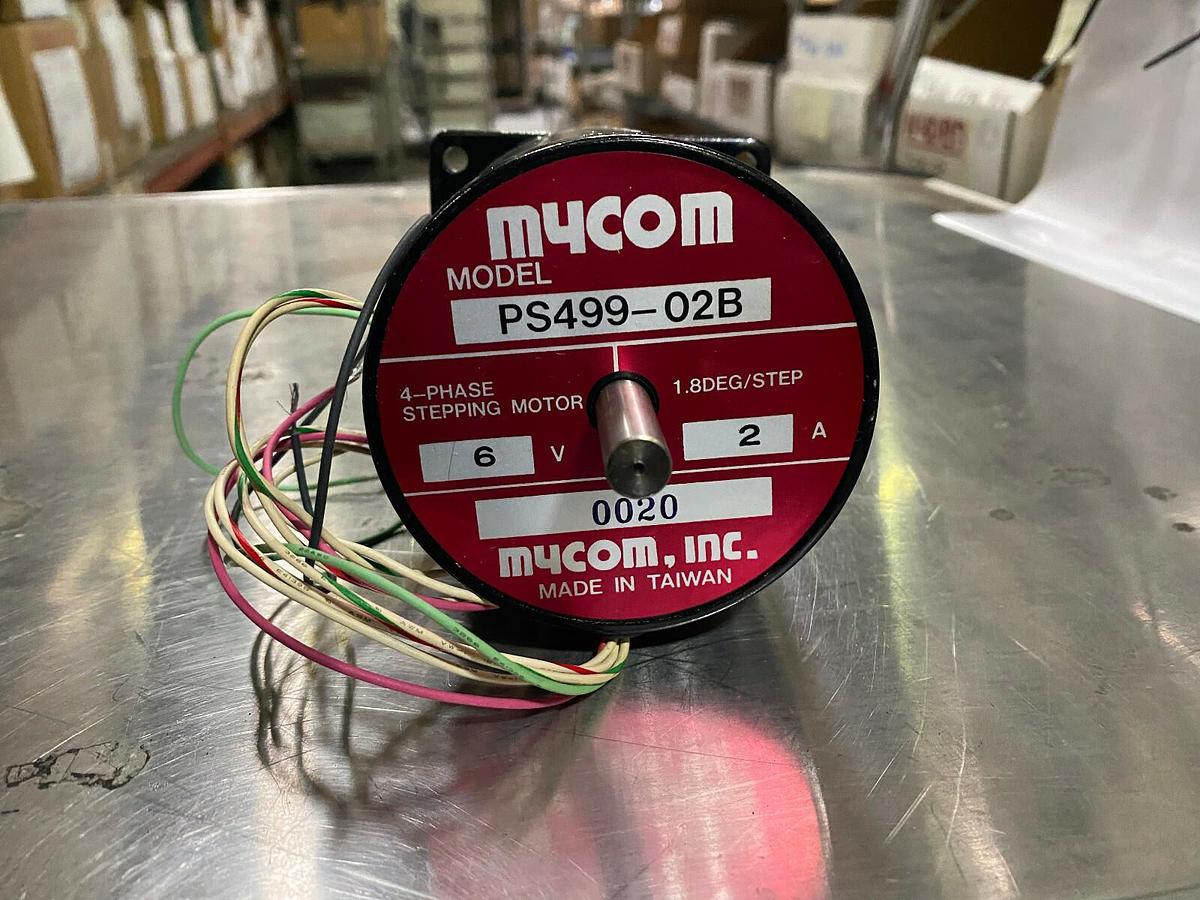 mycom
MODEL
PS499-02B
4-PHASE
STEPPING MOTOR
1.8DEG/STEP
6 V
2 A
0020
mycom, inc.
MADE IN TAIWAN